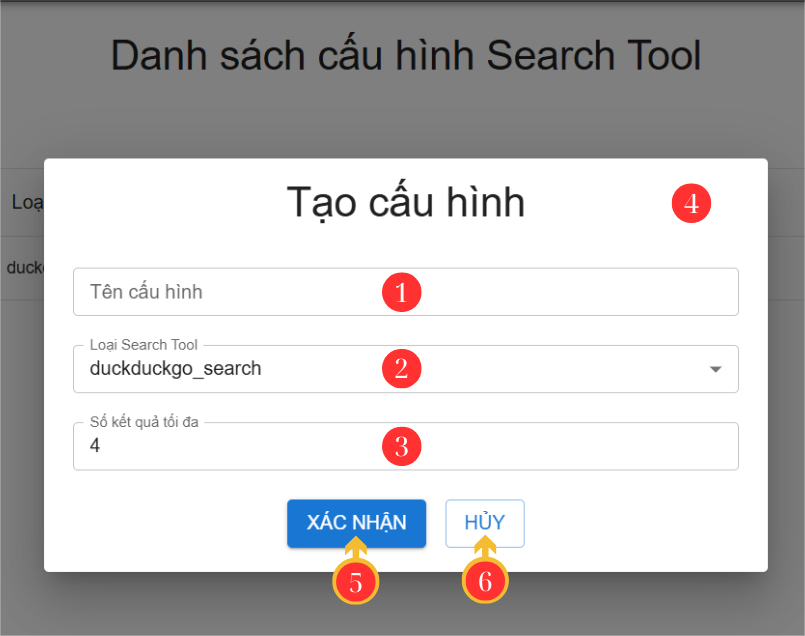 Danh sách cấu hình Search Tool
Loạ
duckd
Tạo cấu hình
4
Tên cấu hình
1
Loại Search Tool
duckduckgo_search
2
Số kết quả tối đa
4
3
XÁC NHẬN
HỦY
5
6